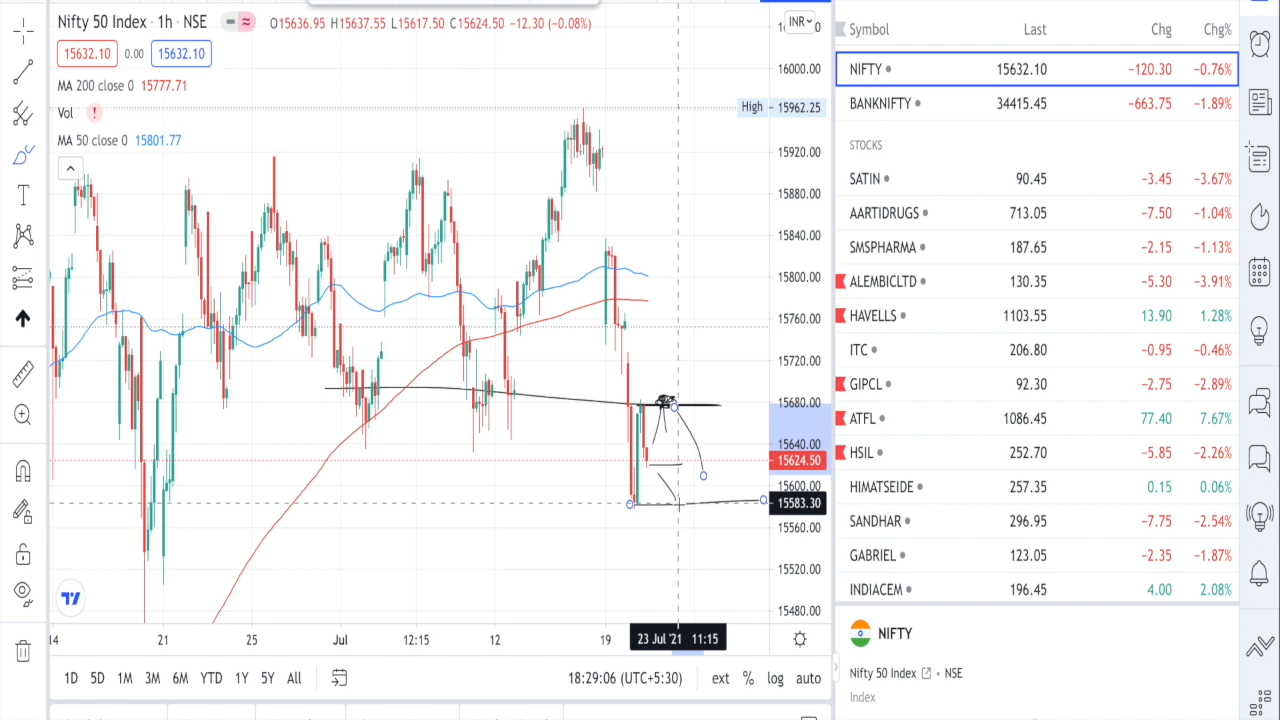 Nifty 50 Index · 1h · NSE
O15636.95 H15637.55 L15617.50 C15624.50 −12.30 (−0.08%)
15632.10 0.00 15632.10
MA 200 close 0 15777.71
Vol !
MA 50 close 0 15801.77
INR
16000.00
High 15962.25
15920.00
15880.00
15840.00
15800.00
15760.00
15720.00
15680.00
15640.00
15624.50
15600.00
15583.30
15560.00
15520.00
15480.00
14 21 25 Jul 12:15 12 19 23 Jul '21 11:15
1D 5D 1M 3M 6M YTD 1Y 5Y All 18:29:06 (UTC+5:30) ext % log auto
Symbol Last Chg Chg%
NIFTY 15632.10 −120.30 −0.76%
BANKNIFTY 34415.45 −663.75 −1.89%
STOCKS
SATIN 90.45 −3.45 −3.67%
AARTIDRUGS 713.05 −7.50 −1.04%
SMSPHARMA 187.65 −2.15 −1.13%
ALEMBICLTD 130.35 −5.30 −3.91%
HAVELLS 1103.55 13.90 1.28%
ITC 206.80 −0.95 −0.46%
GIPCL 92.30 −2.75 −2.89%
ATFL 1086.45 77.40 7.67%
HSIL 252.70 −5.85 −2.26%
HIMATSEIDE 257.35 0.15 0.06%
SANDHAR 296.95 −7.75 −2.54%
GABRIEL 123.05 −2.35 −1.87%
INDIACEM 196.45 4.00 2.08%
NIFTY
Nifty 50 Index · NSE
Index